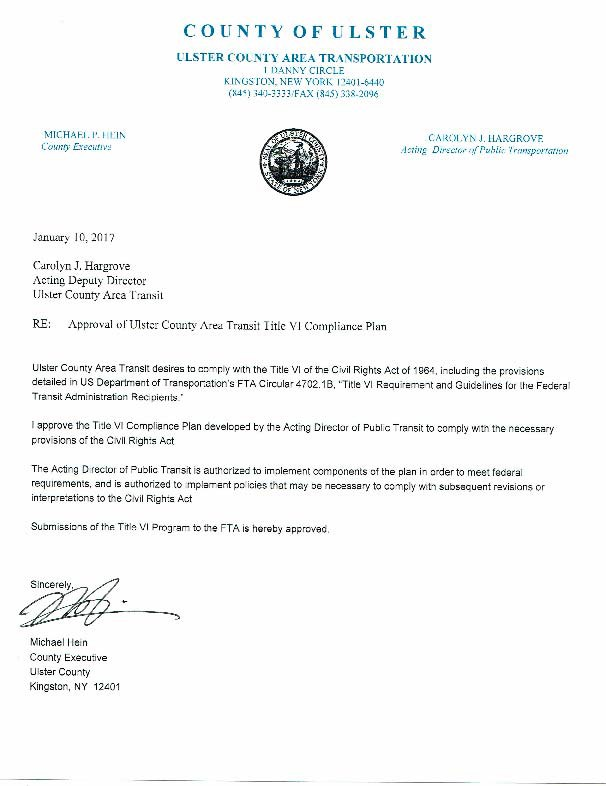 COUNTY OF ULSTER
ULSTER COUNTY AREA TRANSPORTATION
1 DANNY CIRCLE
KINGSTON, NEW YORK 12401-6440
(845) 340-3333/FAX (845) 338-2096
MICHAEL P. HEIN
County Executive
SEAL OF ULSTER COUNTY
STATE OF NEW YORK
CAROLYN J. HARGROVE
Acting Director of Public Transportation
January 10, 2017
Carolyn J. Hargrove
Acting Deputy Director
Ulster County Area Transit
RE: Approval of Ulster County Area Transit Title VI Compliance Plan
Ulster County Area Transit desires to comply with the Title VI of the Civil Rights Act of 1964, including the provisions
detailed in US Department of Transportation's FTA Circular 4702.1B, "Title VI Requirement and Guidelines for the Federal
Transit Administration Recipients."
I approve the Title VI Compliance Plan developed by the Acting Director of Public Transit to comply with the necessary
provisions of the Civil Rights Act
The Acting Director of Public Transit is authorized to implement components of the plan in order to meet federal
requirements, and is authorized to implement policies that may be necessary to comply with subsequent revisions or
interpretations to the Civil Rights Act
Submissions of the Title VI Program to the FTA is hereby approved.
Sincerely,
Michael Hein
County Executive
Ulster County
Kingston, NY 12401